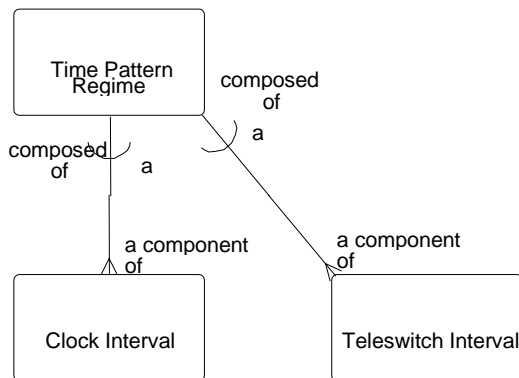 Time Pattern
Regime
composed
of
a
composed
of
a
a component
of
a component
of
Clock Interval
Teleswitch Interval